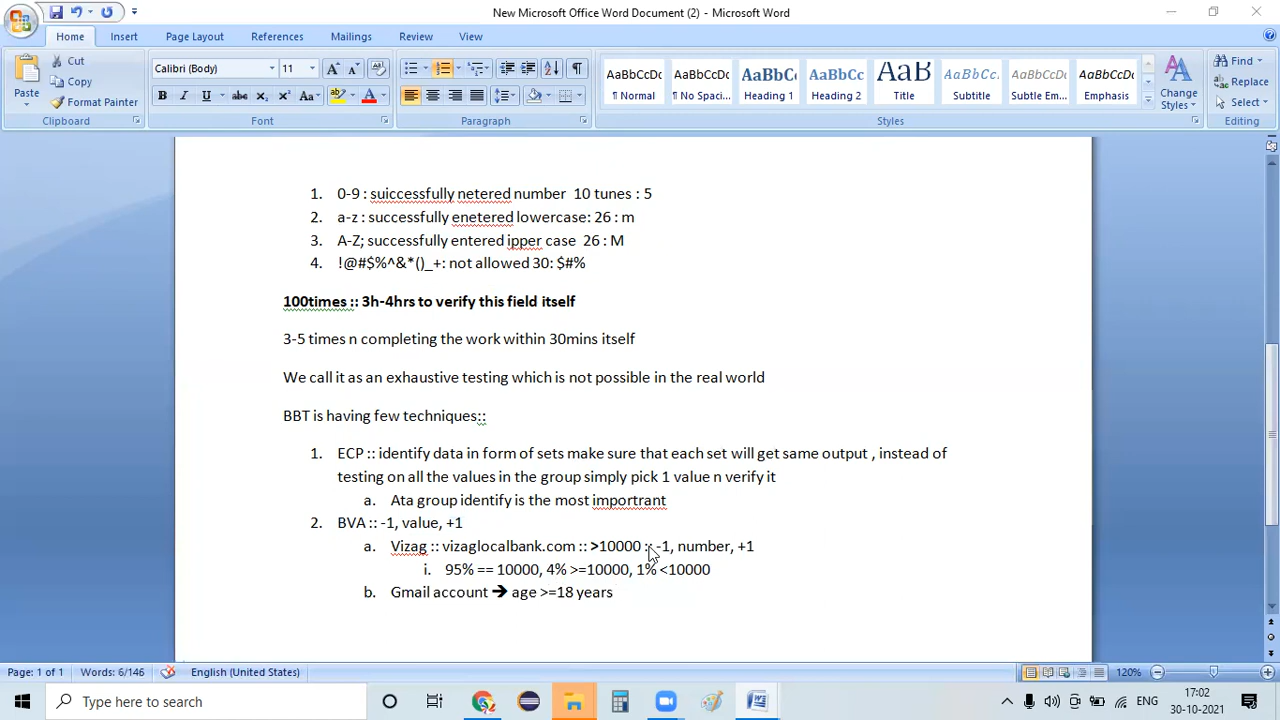 New Microsoft Office Word Document (2) - Microsoft Word
Home Insert Page Layout References Mailings Review View
Paste Cut Copy Format Painter
Calibri (Body) 11
AaBbCcDc ¶ Normal
AaBbCcDc ¶ No Spaci...
AaBbCc Heading 1
AaBbCc Heading 2
AaB Title
AaBbCc. Subtitle
AaBbCcDc Subtle Em...
AaBbCcDc Emphasis
Change Styles
Find
Replace
Select
Clipboard Font Paragraph Styles Editing
1. 0-9 : suiccessfully netered number 10 tunes : 5
2. a-z : successfully enetered lowercase: 26 : m
3. A-Z; successfully entered ipper case 26 : M
4. !@#$%^&*()_+: not allowed 30: $#%
100times :: 3h-4hrs to verify this field itself
3-5 times n completing the work within 30mins itself
We call it as an exhaustive testing which is not possible in the real world
BBT is having few techniques::
1. ECP :: identify data in form of sets make sure that each set will get same output , instead of
testing on all the values in the group simply pick 1 value n verify it
a. Ata group identify is the most importrant
2. BVA :: -1, value, +1
a. Vizag :: vizaglocalbank.com :: >10000 :: -1, number, +1
i. 95% == 10000, 4% >=10000, 1% <10000
b. Gmail account ➔ age >=18 years
Page: 1 of 1 Words: 6/146 English (United States) 120%
Type here to search
ENG
17:02
30-10-2021